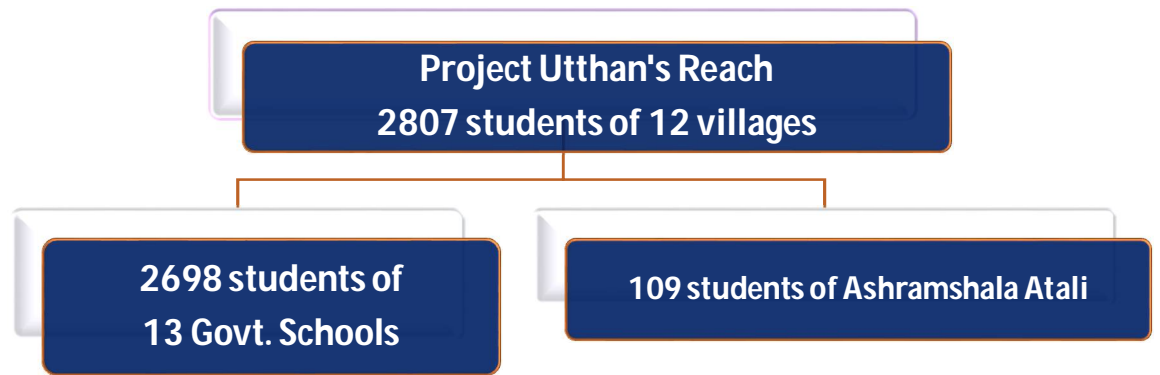 Project Utthan's Reach
2807 students of 12 villages
2698 students of
13 Govt. Schools
109 students of Ashramshala Atali